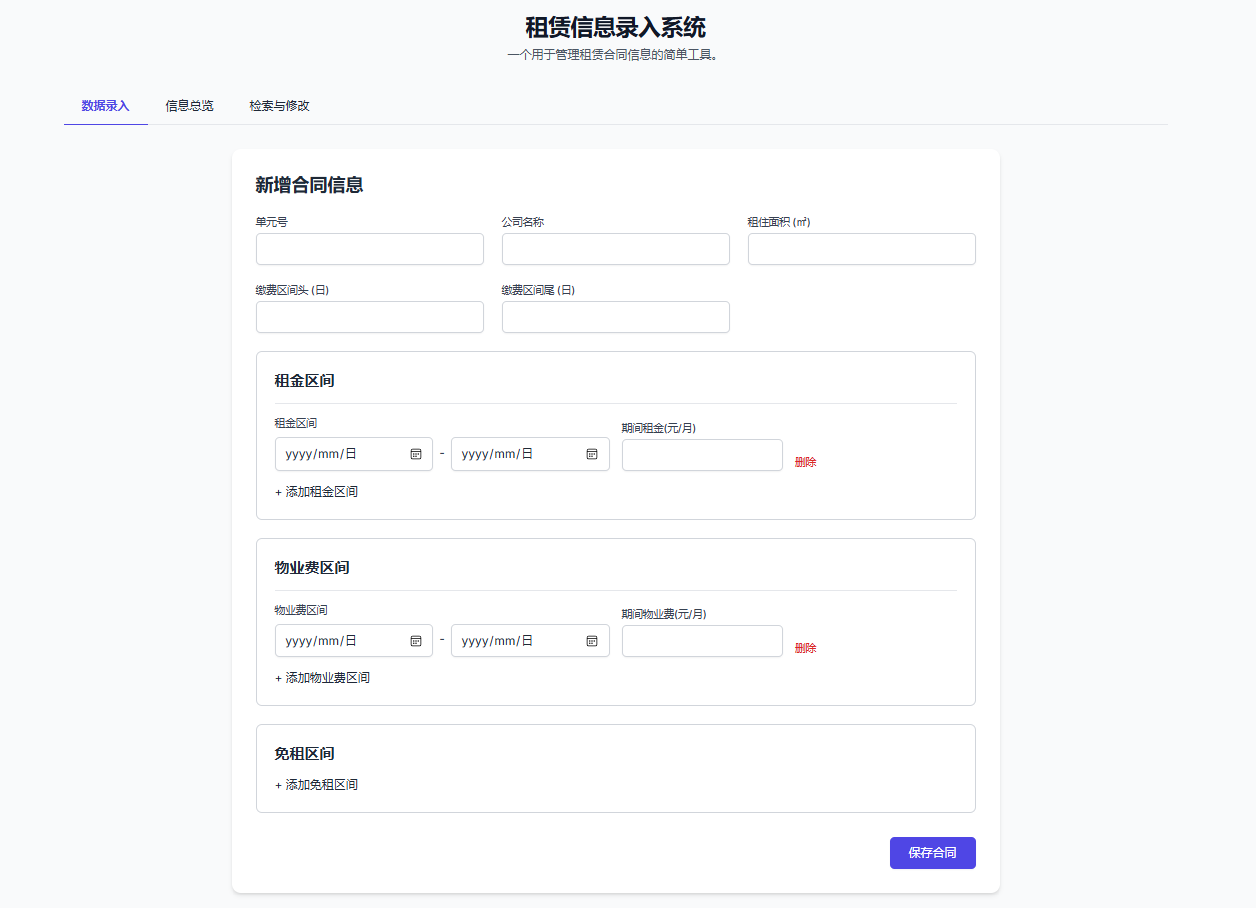 租赁信息录入系统
一个用于管理租赁合同信息的简单工具。
数据录入 信息总览 检索与修改
新增合同信息
单元号 公司名称 租住面积 (㎡)
缴费区间头 (日) 缴费区间尾 (日)
租金区间
租金区间 期间租金(元/月)
yyyy/mm/日 - yyyy/mm/日 删除
+ 添加租金区间
物业费区间
物业费区间 期间物业费(元/月)
yyyy/mm/日 - yyyy/mm/日 删除
+ 添加物业费区间
免租区间
+ 添加免租区间
保存合同